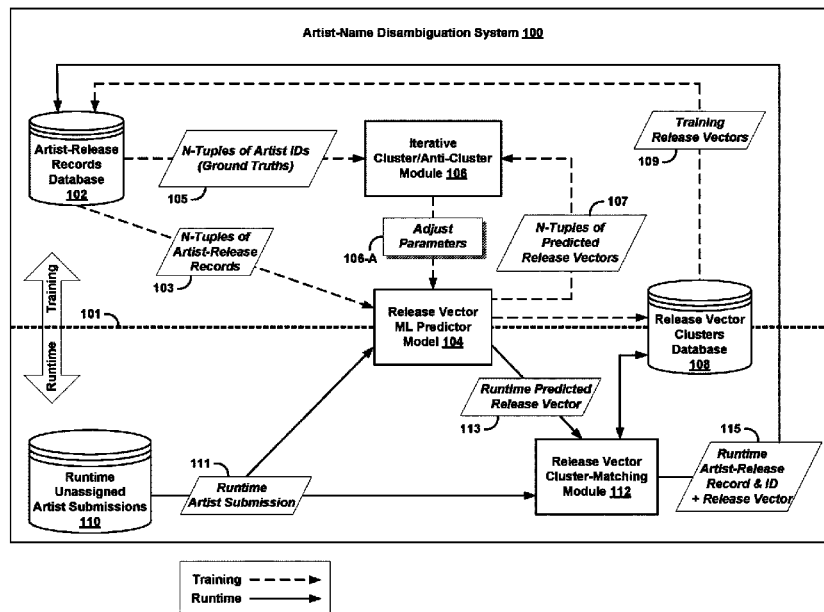 Artist-Name Disambiguation System 100
Artist-Release
Records
Database
102
N-Tuples of Artist IDs
(Ground Truths)
105
Iterative
Cluster/Anti-Cluster
Module 106
Training
Release Vectors
109
107
N-Tuples of
Artist-Release
Records
103
Adjust
Parameters
106-A
N-Tuples of
Predicted
Release Vectors
Training
101
Runtime
Release Vector
ML Predictor
Model 104
Release Vector
Clusters
Database
108
Runtime Predicted
Release Vector
113
Runtime
Unassigned
Artist Submissions
110
111
Runtime
Artist Submission
Release Vector
Cluster-Matching
Module 112
115
Runtime
Artist-Release
Record & ID
+ Release Vector
Training
Runtime